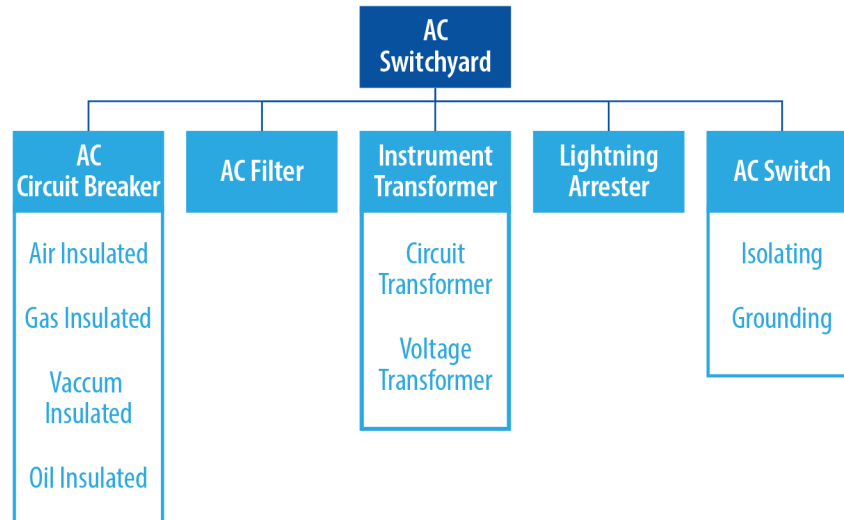 AC
Switchyard
AC
Circuit Breaker
Air Insulated
Gas Insulated
Vaccum
Insulated
Oil Insulated
AC Filter
Instrument
Transformer
Circuit
Transformer
Voltage
Transformer
Lightning
Arrester
AC Switch
Isolating
Grounding